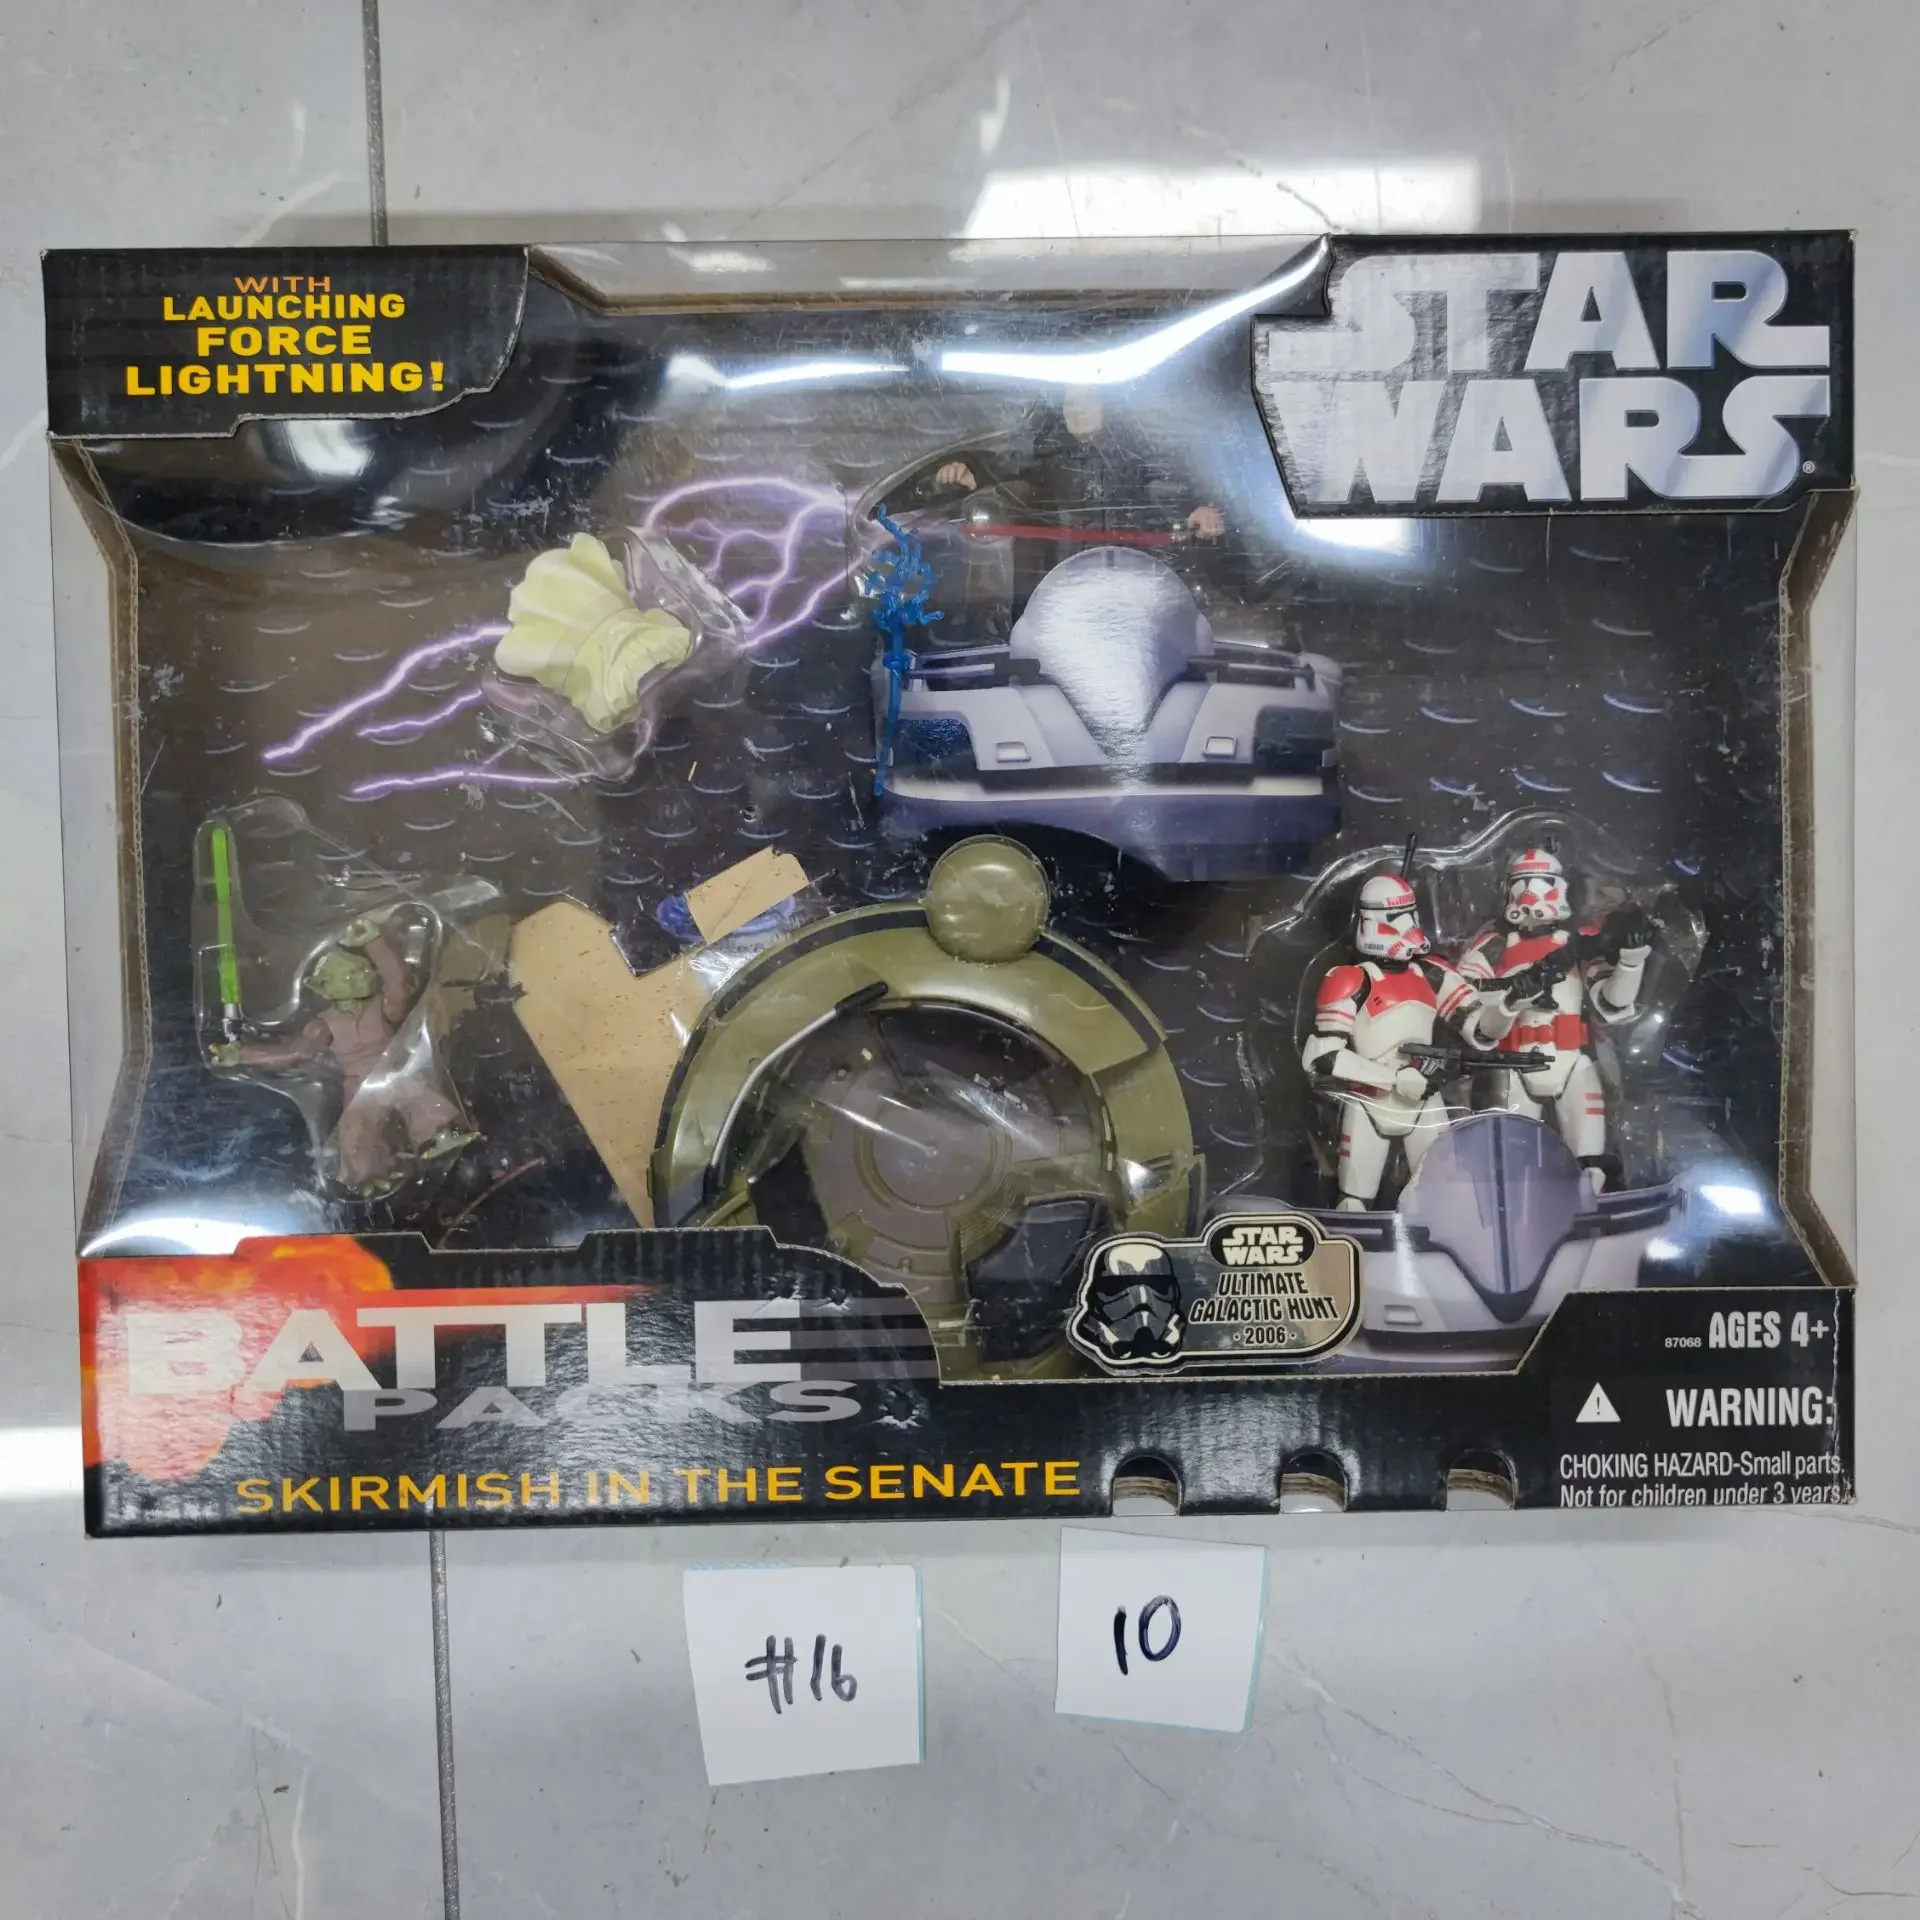 WITH
LAUNCHING
FORCE
LIGHTNING!
STAR
WARS®
STAR
WARS
ULTIMATE
GALACTIC HUNT
·2006·
BATTLE
PACKS
SKIRMISH IN THE SENATE
87068 AGES 4+
WARNING:
CHOKING HAZARD-Small parts.
Not for children under 3 years.
#16
10